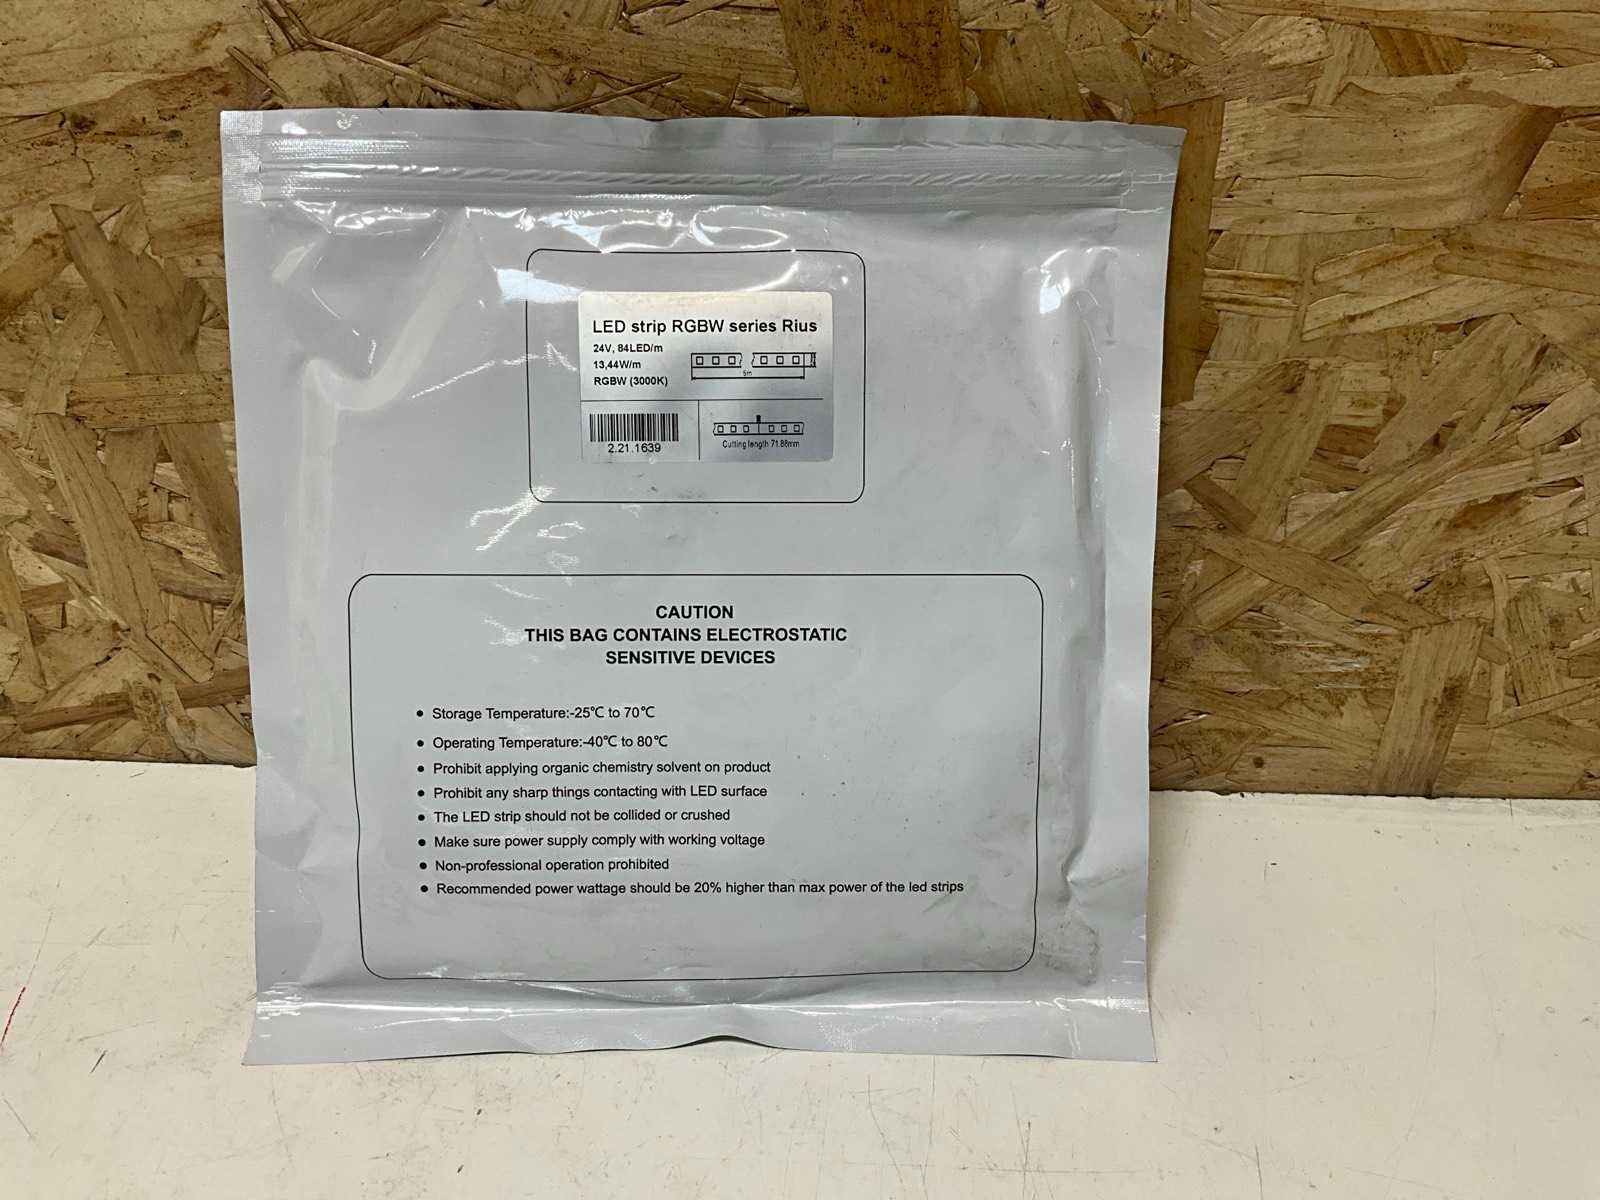 LED strip RGBW series Rius
24V, 84LED/m
13,44W/m
RGBW (3000K)
5m
2.21.1639
Cutting length 71.88mm
CAUTION
THIS BAG CONTAINS ELECTROSTATIC
SENSITIVE DEVICES
● Storage Temperature:-25℃ to 70℃
● Operating Temperature:-40℃ to 80℃
● Prohibit applying organic chemistry solvent on product
● Prohibit any sharp things contacting with LED surface
● The LED strip should not be collided or crushed
● Make sure power supply comply with working voltage
● Non-professional operation prohibited
● Recommended power wattage should be 20% higher than max power of the led strips